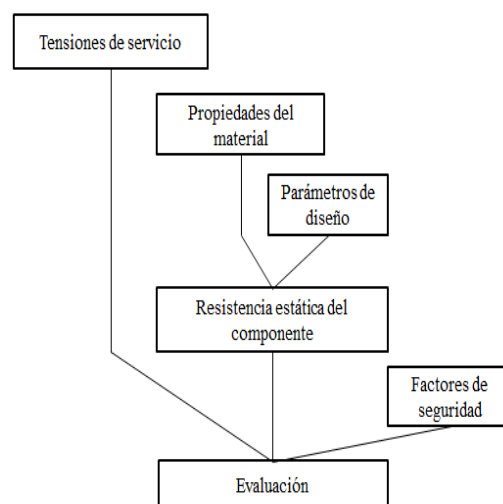 Tensiones de servicio
Propiedades del
material
Parámetros de
diseño
Resistencia estática del
componente
Factores de
seguridad
Evaluación